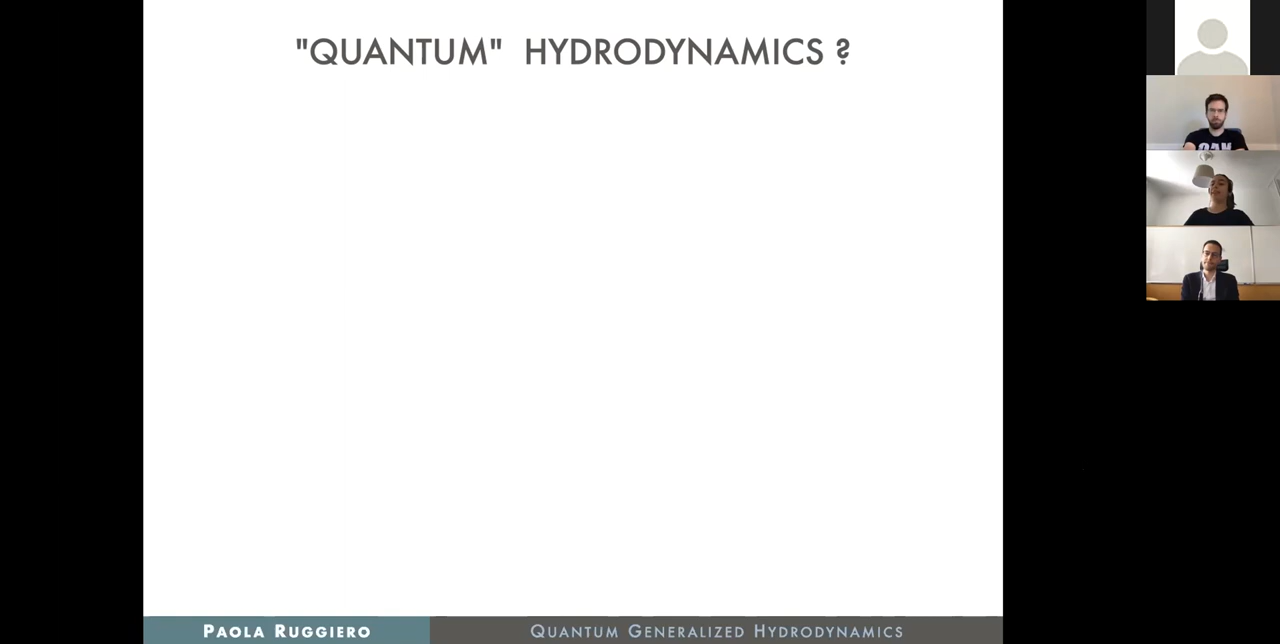 "QUANTUM" HYDRODYNAMICS ?
PAOLA RUGGIERO
QUANTUM GENERALIZED HYDRODYNAMICS